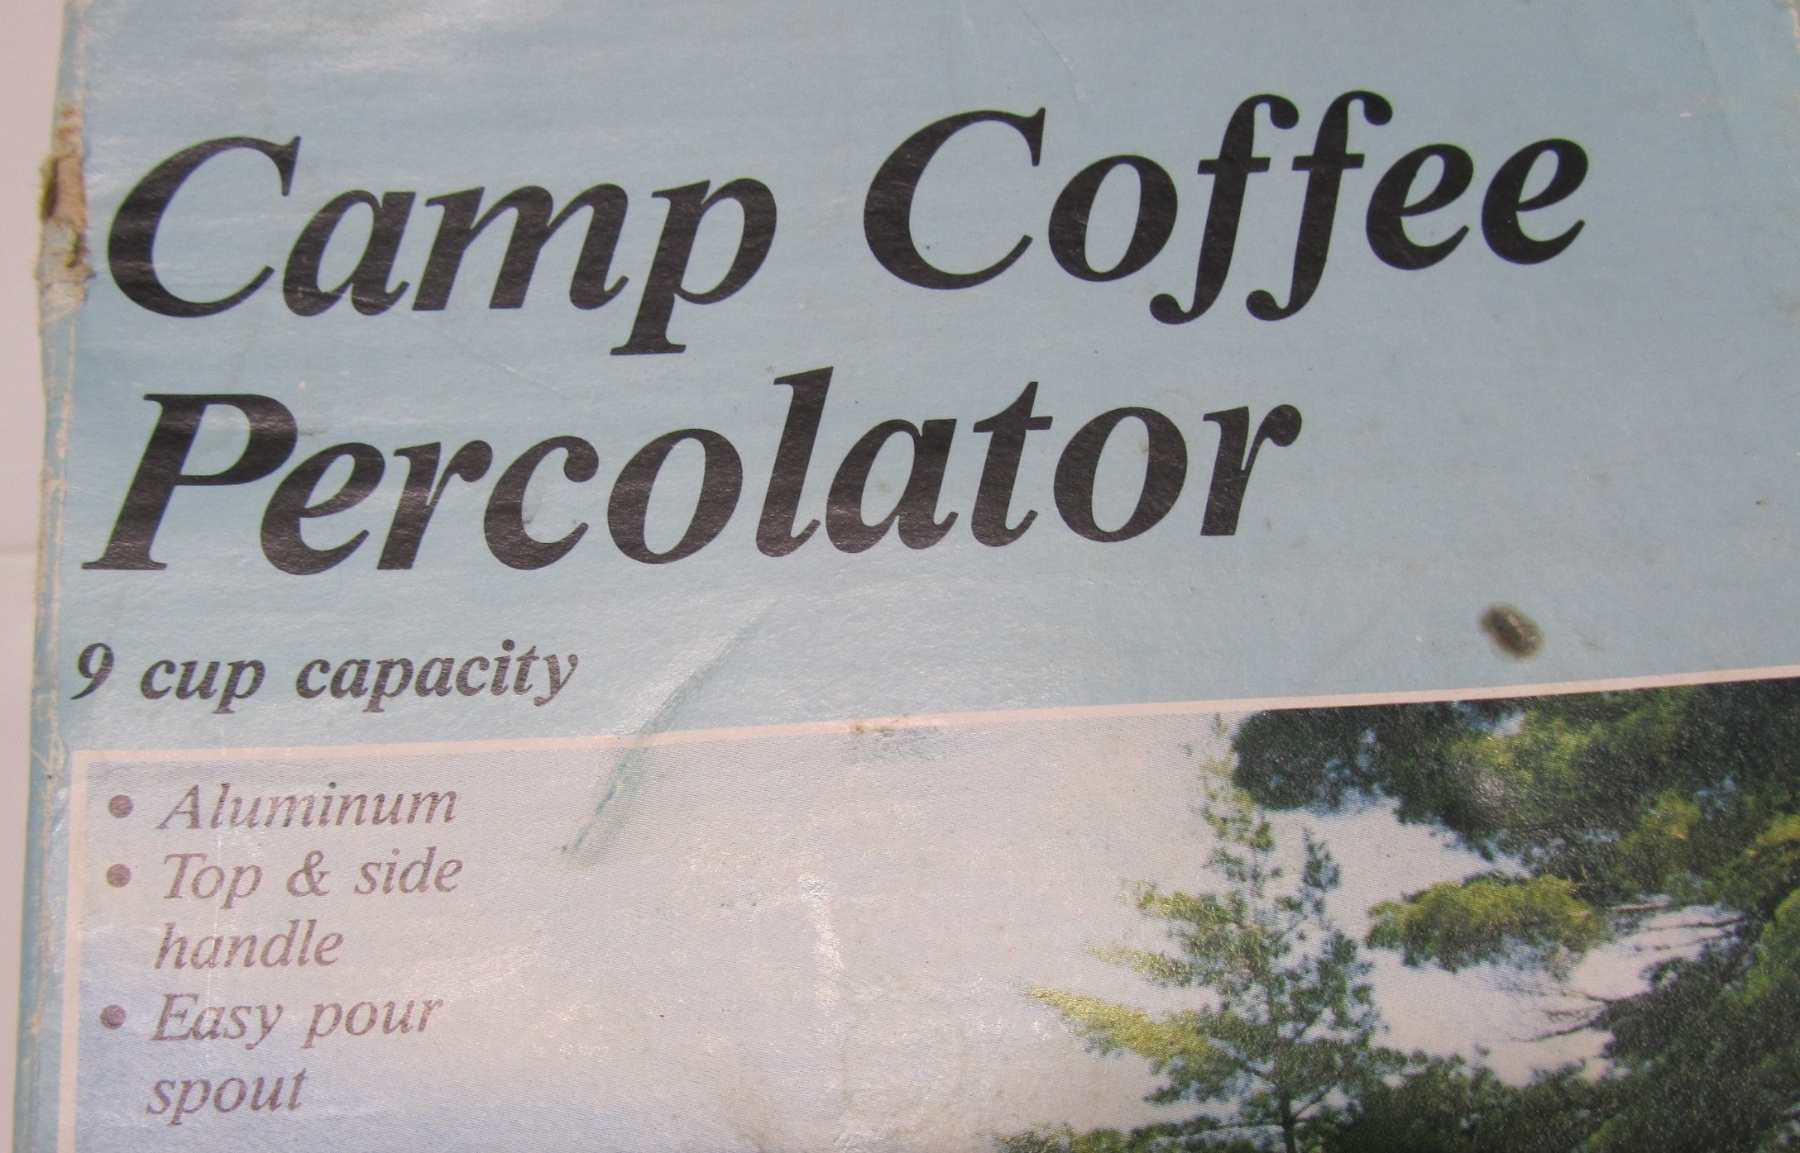 Camp Coffee
Percolator
9 cup capacity
• Aluminum
• Top & side
handle
• Easy pour
spout